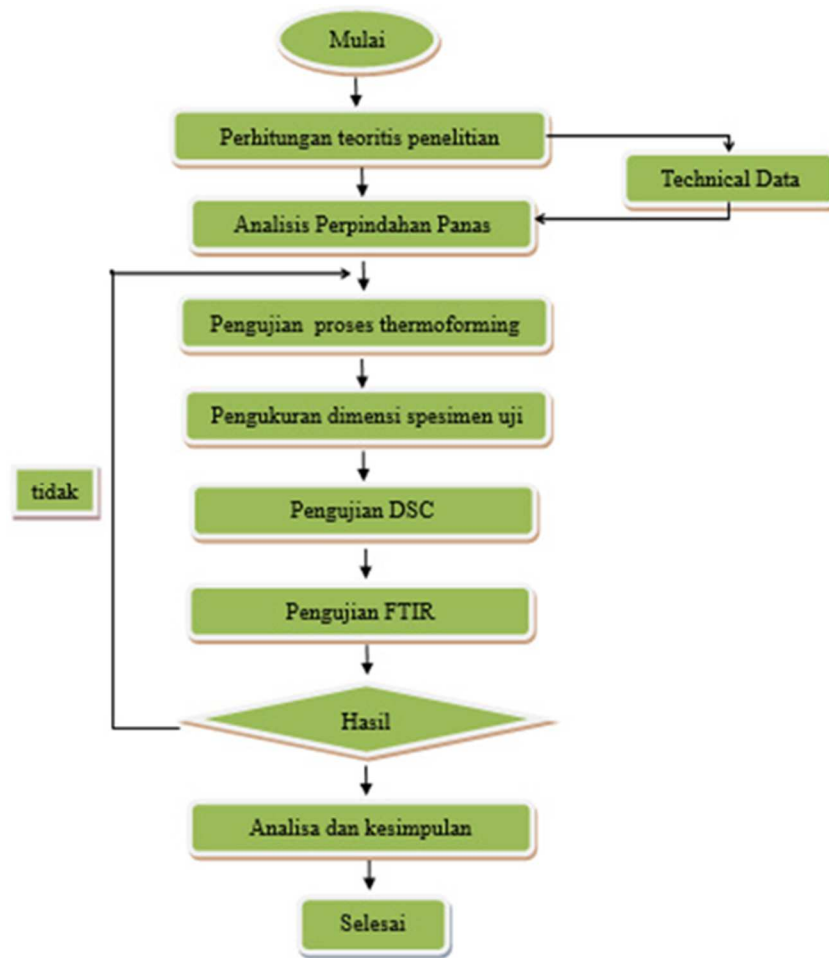 Mulai
Perhitungan teoritis penelitian
Technical Data
Analisis Perpindahan Panas
Pengujian proses thermoforming
Pengukuran dimensi spesimen uji
tidak
Pengujian DSC
Pengujian FTIR
Hasil
Analisa dan kesimpulan
Selesai